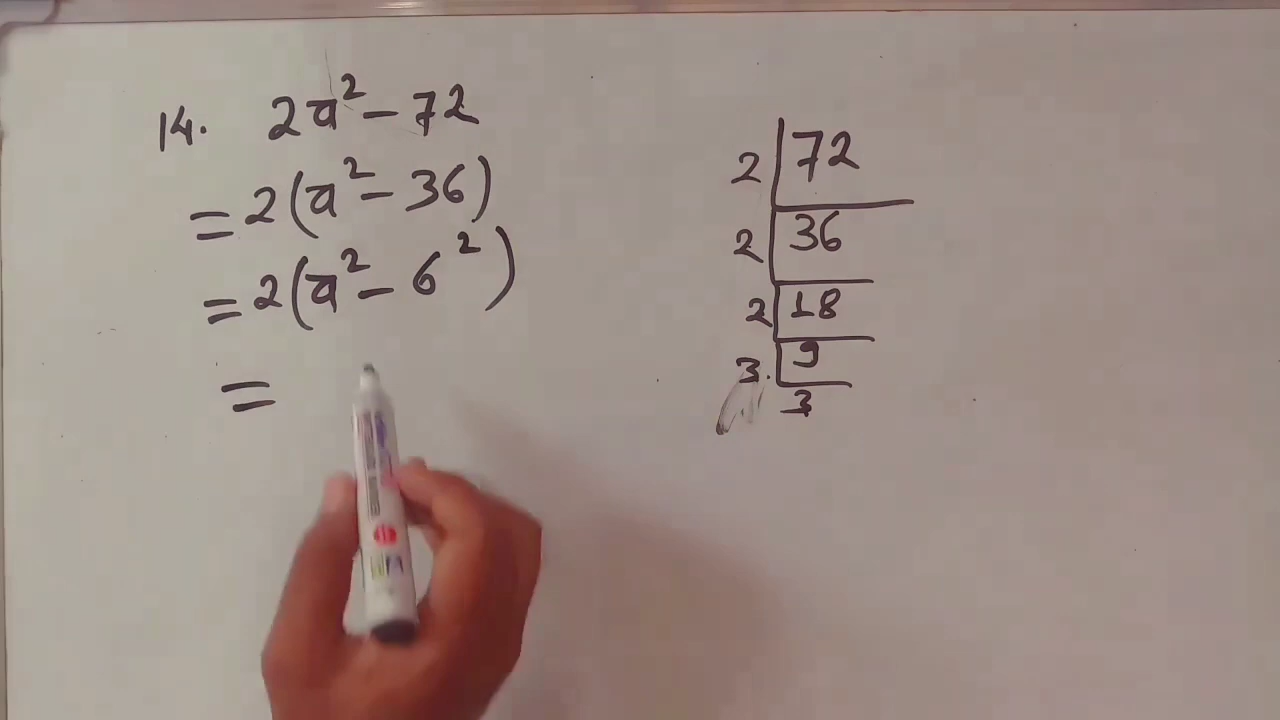 14. 2a² – 72
= 2(a² – 36)
= 2(a² – 6²)
=
2 | 72
2 | 36
2 | 18
3 | 9
3